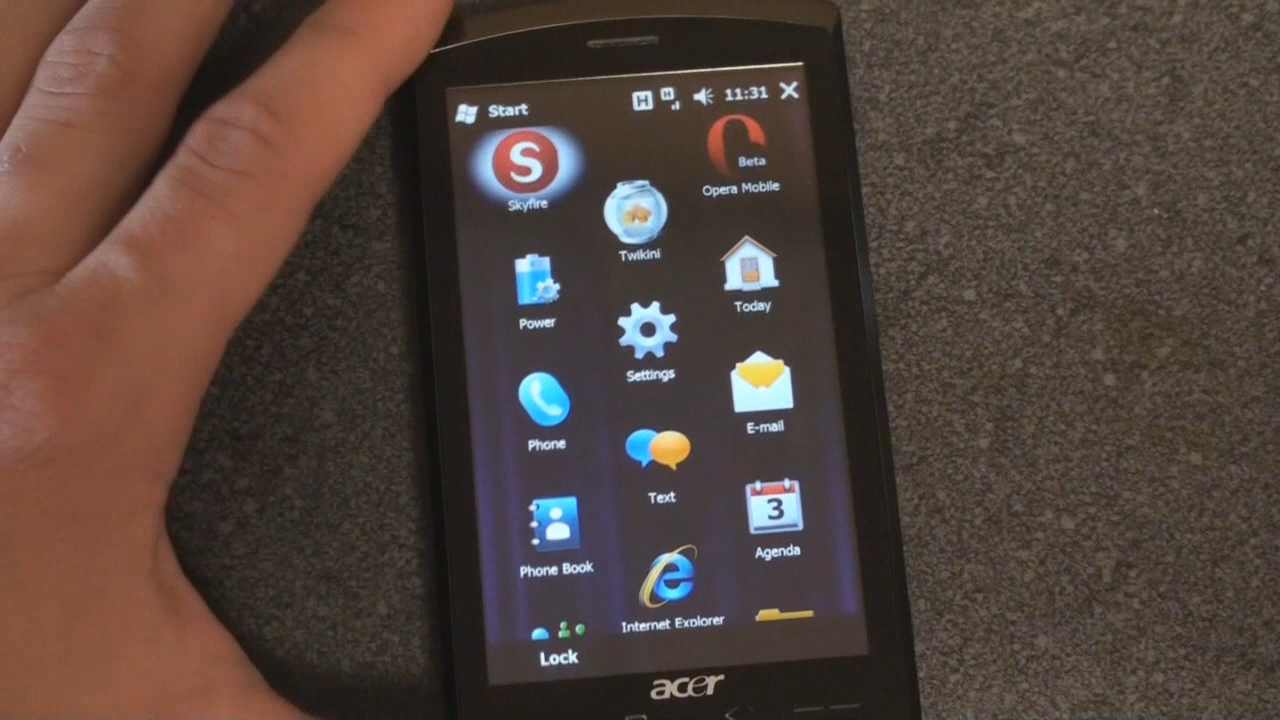 Start H H 11:31
S
Skyfire
Beta
Opera Mobile
Twikini
Power
Today
Settings
Phone
E-mail
Text
3
Agenda
Phone Book
Internet Explorer
Lock
acer